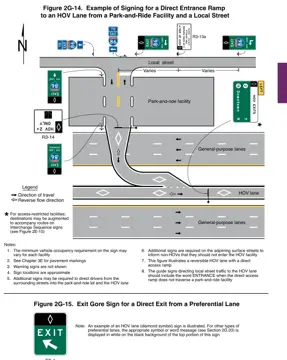 Figure 2G-14. Example of Signing for a Direct Entrance Ramp
to an HOV Lane from a Park-and-Ride Facility and a Local Street
R3-13a
Local street
Varies
Varies
Park-and-ride facility
R3-14
General-purpose lanes
HOV lane
General-purpose lanes
Legend
Direction of travel
Reverse flow direction
★ For access-restricted facilities:
destinations may be augmented
to accompany route on
Interchange Sequence signs
Notes:
1. The minimum vehicle occupancy requirement on the sign may
vary for each facility
2. See Chapter 3D for pavement markings
3. Warning signs are not shown
4. Sign locations are approximate
5. Additional signs may be required to direct drivers from the
surrounding streets into the park-and-ride lot and the HOV lane
6. Additional signs are required on the adjoining surface streets to
inform non-HOVs that they should not enter the HOV facility
7. This figure illustrates a reversible HOV lane with a direct
access ramp
8. The guide signs directing local street traffic to the HOV lane
should include the word ENTRANCE when the direct access
ramp does not traverse a park-and-ride facility
Figure 2G-15. Exit Gore Sign for a Direct Exit from a Preferential Lane
EXIT
Note: An example of an HOV lane (diamond symbol) sign is illustrated. For other types of
preferential lanes, the appropriate symbol or word message (see Section 2G.03) is
displayed in white on the black background of the top portion of this sign